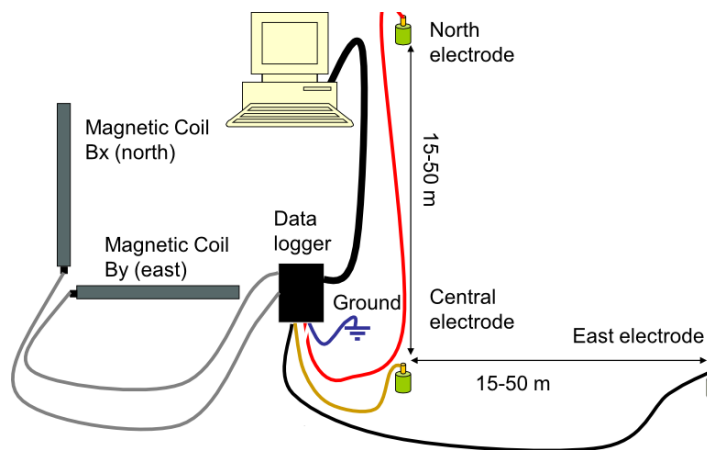 North
electrode
Magnetic Coil
Bx (north)
15-50 m
Data
logger
Magnetic Coil
By (east)
Ground
Central
electrode
East electrode
15-50 m